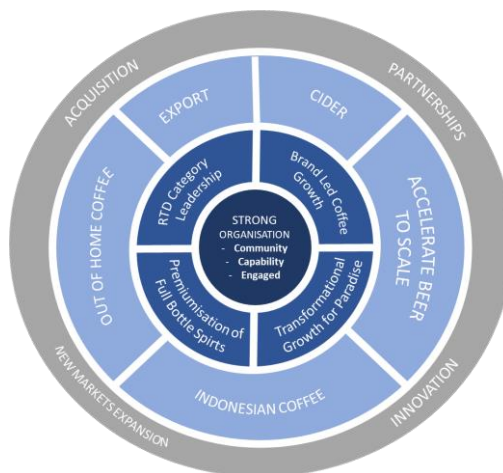 ACQUISITION
PARTNERSHIPS
EXPORT
CIDER
RTD Category
Leadership
Brand Led Coffee
Growth
OUT OF HOME COFFEE
STRONG
ORGANISATION
- Community
- Capability
- Engaged
ACCELERATE BEER
TO SCALE
Premiumisation of
Full Bottle Spirts
Transformational
Growth for Paradise
INDONESIAN COFFEE
NEW MARKETS EXPANSION
INNOVATION